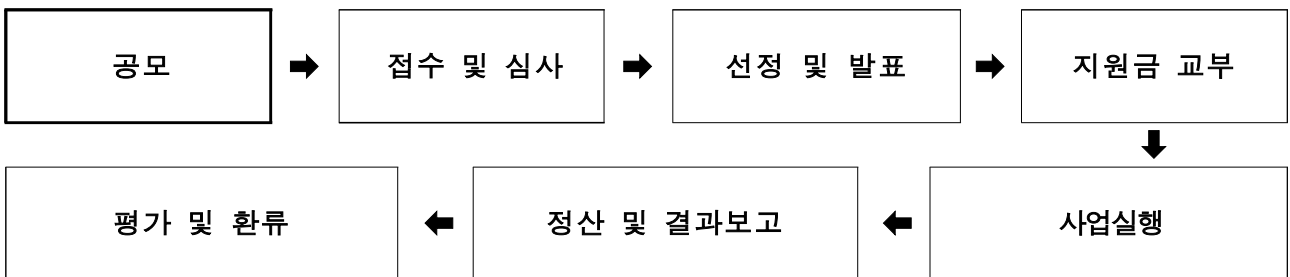 공모 ➡ 접수 및 심사 ➡ 선정 및 발표 ➡ 지원금 교부
⬇
평가 및 환류 ⬅ 정산 및 결과보고 ⬅ 사업실행